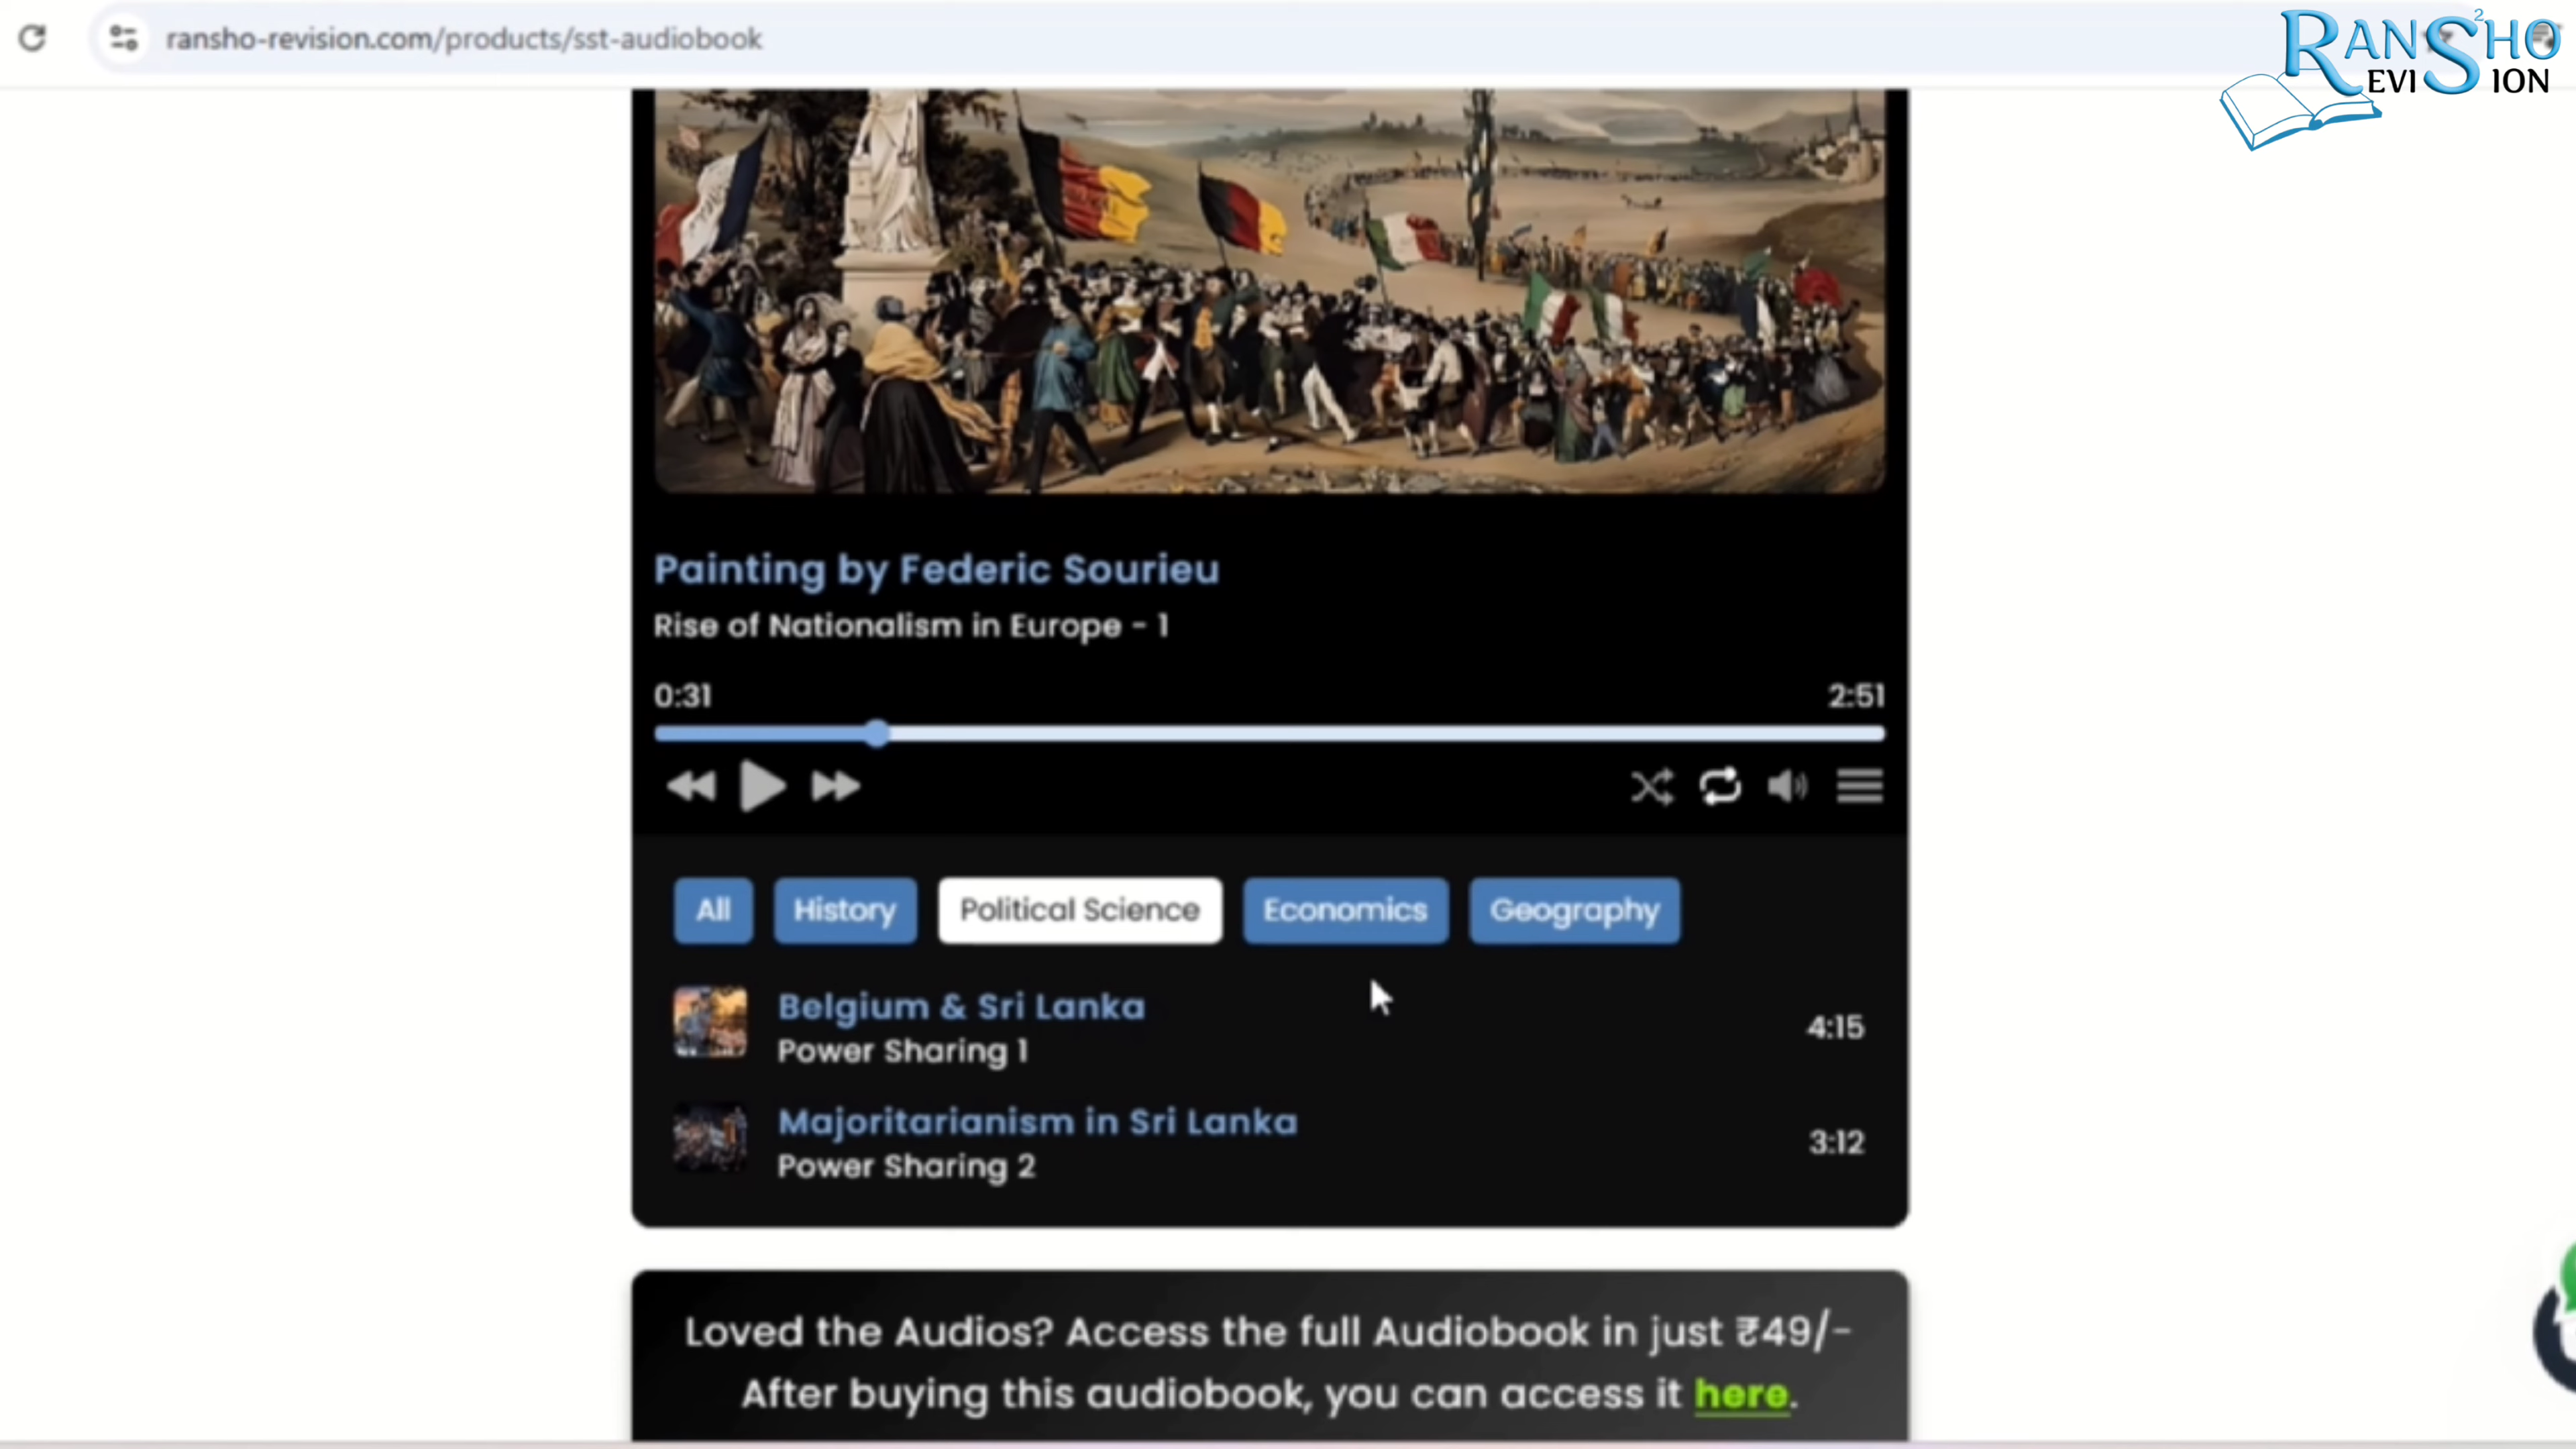 ransho-revision.com/products/sst-audiobook
RANS²HO
REVISION
Painting by Federic Sourieu
Rise of Nationalism in Europe - 1
0:31
2:51
All
History
Political Science
Economics
Geography
Belgium & Sri Lanka
Power Sharing 1
4:15
Majoritarianism in Sri Lanka
Power Sharing 2
3:12
Loved the Audios? Access the full Audiobook in just ₹49/-
After buying this audiobook, you can access it here.